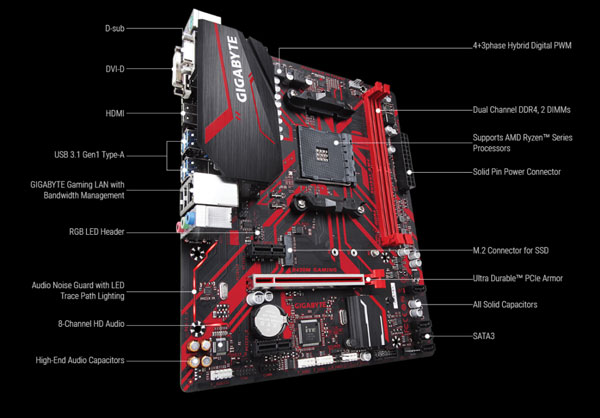 D-sub
DVI-D
HDMI
USB 3.1 Gen1 Type-A
GIGABYTE Gaming LAN with
Bandwidth Management
RGB LED Header
Audio Noise Guard with LED
Trace Path Lighting
8-Channel HD Audio
High-End Audio Capacitors
GIGABYTE
B450M GAMING
GIGABYTE
iTE
4+3phase Hybrid Digital PWM
Dual Channel DDR4, 2 DIMMs
Supports AMD Ryzen™ Series
Processors
Solid Pin Power Connector
M.2 Connector for SSD
Ultra Durable™ PCIe Armor
All Solid Capacitors
SATA3